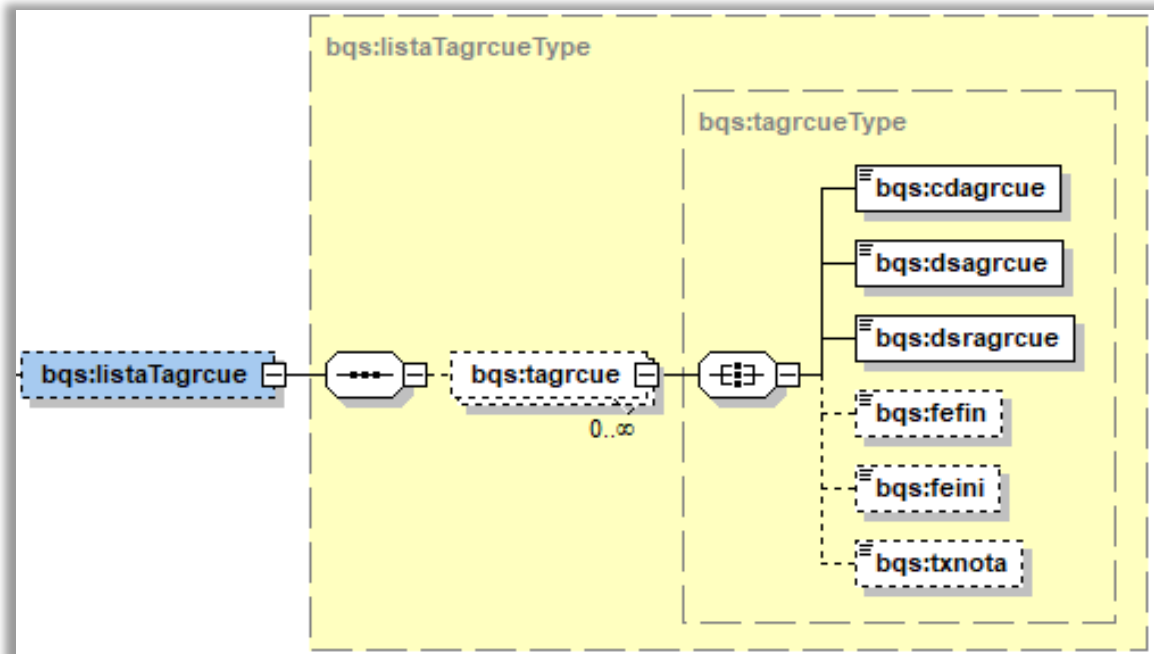 bqs:listaTagrcueType
bqs:tagrcueType
bqs:cdagrcue
bqs:dsagrcue
bqs:dsragrcue
bqs:listaTagrcue
bqs:tagrcue
0..∞
bqs:fefin
bqs:feini
bqs:txnota